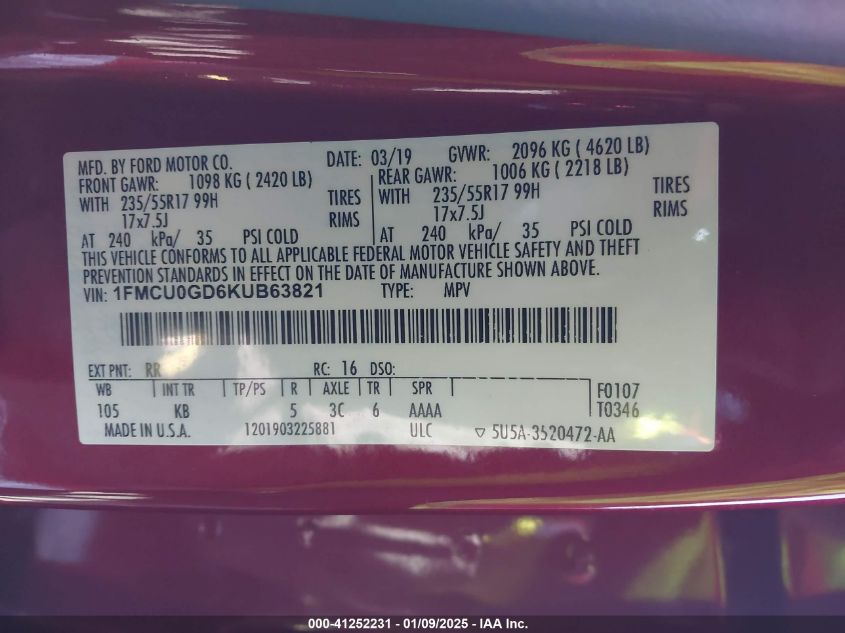 MFD. BY FORD MOTOR CO. DATE: 03/19 GVWR: 2096 KG ( 4620 LB)
FRONT GAWR: 1098 KG ( 2420 LB) REAR GAWR: 1006 KG ( 2218 LB)
WITH 235/55R17 99H TIRES WITH 235/55R17 99H TIRES
17x7.5J RIMS 17x7.5J RIMS
AT 240 kPa/ 35 PSI COLD AT 240 kPa/ 35 PSI COLD
THIS VEHICLE CONFORMS TO ALL APPLICABLE FEDERAL MOTOR VEHICLE SAFETY AND THEFT
PREVENTION STANDARDS IN EFFECT ON THE DATE OF MANUFACTURE SHOWN ABOVE.
VIN: 1FMCU0GD6KUB63821 TYPE: MPV
EXT PNT: RR RC: 16 DSO:
WB INT TR TP/PS R AXLE TR SPR F0107
105 KB 5 3C 6 AAAA T0346
MADE IN U.S.A. 1201903225881 ULC ▽ 5U5A-3520472-AA
000-41252231 - 01/09/2025 - IAA Inc.